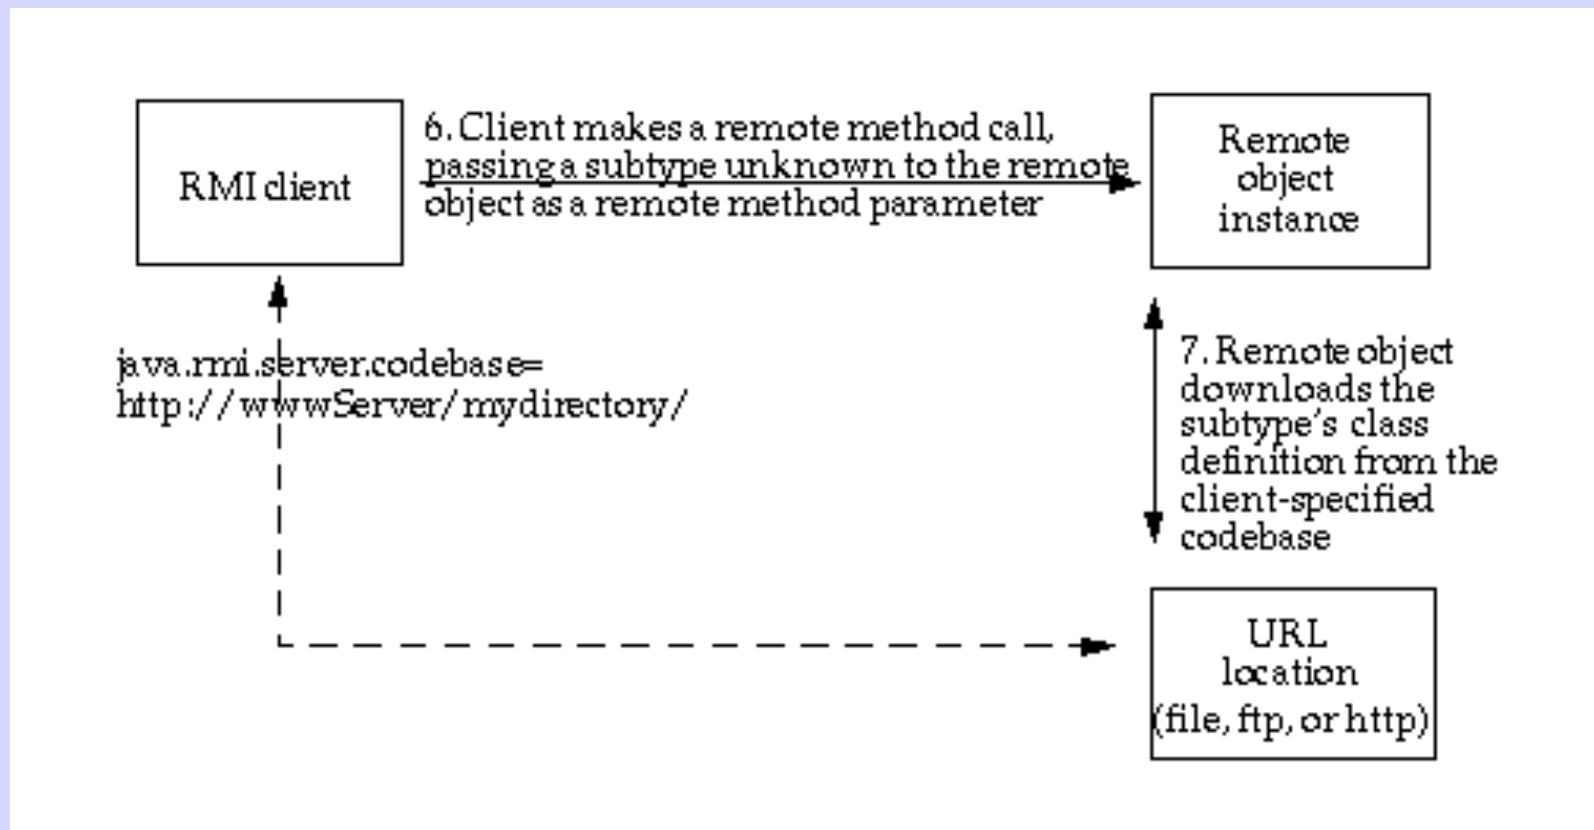 RMI client
6. Client makes a remote method call,
passing a subtype unknown to the remote
object as a remote method parameter
Remote
object
instance
java.rmi.server.codebase=
http://wwwServer/mydirectory/
7. Remote object
downloads the
subtype's class
definition from the
client-specified
codebase
URL
location
(file, ftp, or http)